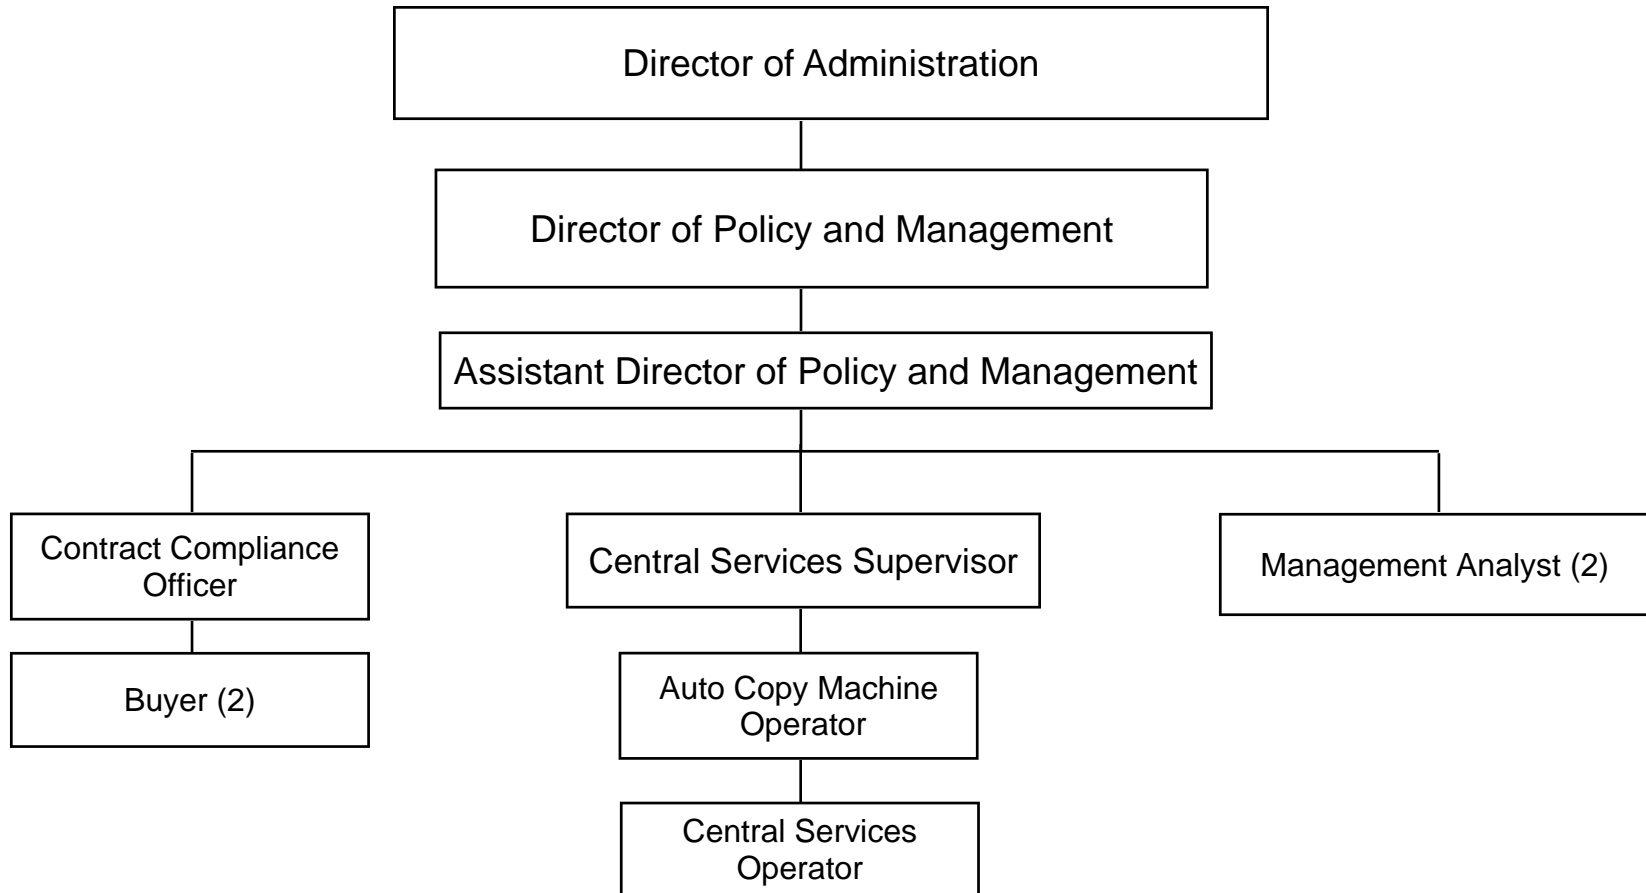 Director of Administration
Director of Policy and Management
Assistant Director of Policy and Management
Contract Compliance
Officer
Central Services Supervisor
Management Analyst (2)
Buyer (2)
Auto Copy Machine
Operator
Central Services
Operator